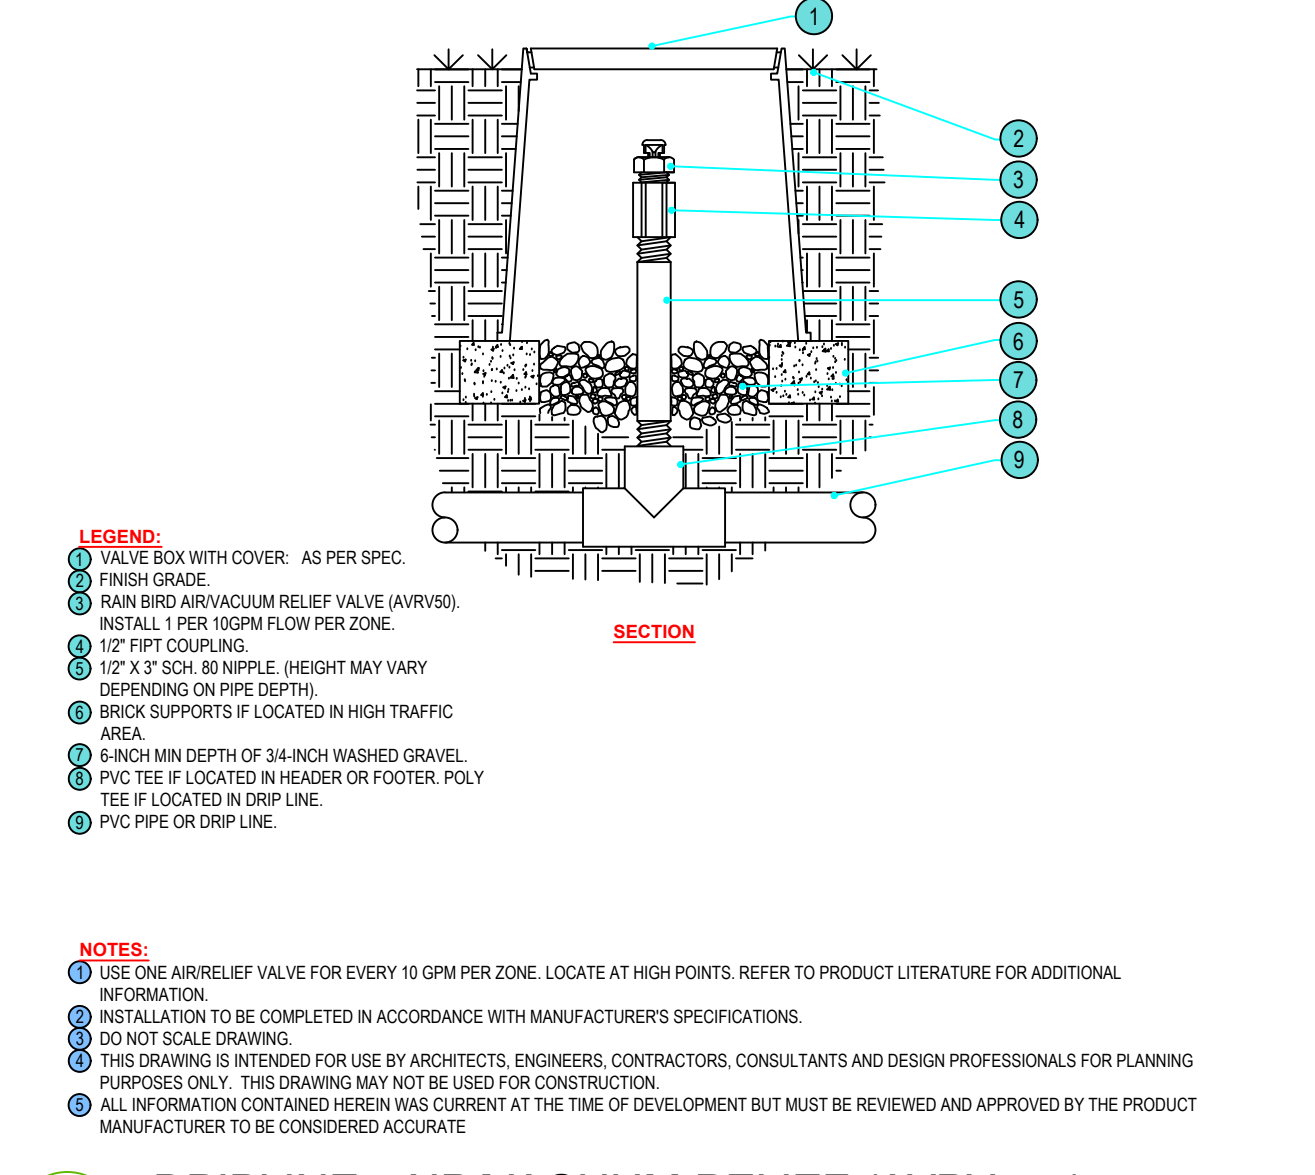 1
2
3
4
5
6
7
8
9
LEGEND:
1 VALVE BOX WITH COVER: AS PER SPEC.
2 FINISH GRADE.
3 RAIN BIRD AIR/VACUUM RELIEF VALVE (AVRV50).
INSTALL 1 PER 10GPM FLOW PER ZONE.
4 1/2" FIPT COUPLING.
5 1/2" X 3" SCH. 80 NIPPLE. (HEIGHT MAY VARY
DEPENDING ON PIPE DEPTH).
6 BRICK SUPPORTS IF LOCATED IN HIGH TRAFFIC
AREA.
7 6-INCH MIN DEPTH OF 3/4-INCH WASHED GRAVEL.
8 PVC TEE IF LOCATED IN HEADER OR FOOTER. POLY
TEE IF LOCATED IN DRIP LINE.
9 PVC PIPE OR DRIP LINE.
SECTION
NOTES:
1 USE ONE AIR/RELIEF VALVE FOR EVERY 10 GPM PER ZONE. LOCATE AT HIGH POINTS. REFER TO PRODUCT LITERATURE FOR ADDITIONAL
INFORMATION.
2 INSTALLATION TO BE COMPLETED IN ACCORDANCE WITH MANUFACTURER'S SPECIFICATIONS.
3 DO NOT SCALE DRAWING.
4 THIS DRAWING IS INTENDED FOR USE BY ARCHITECTS, ENGINEERS, CONTRACTORS, CONSULTANTS AND DESIGN PROFESSIONALS FOR PLANNING
PURPOSES ONLY. THIS DRAWING MAY NOT BE USED FOR CONSTRUCTION.
5 ALL INFORMATION CONTAINED HEREIN WAS CURRENT AT THE TIME OF DEVELOPMENT BUT MUST BE REVIEWED AND APPROVED BY THE PRODUCT
MANUFACTURER TO BE CONSIDERED ACCURATE